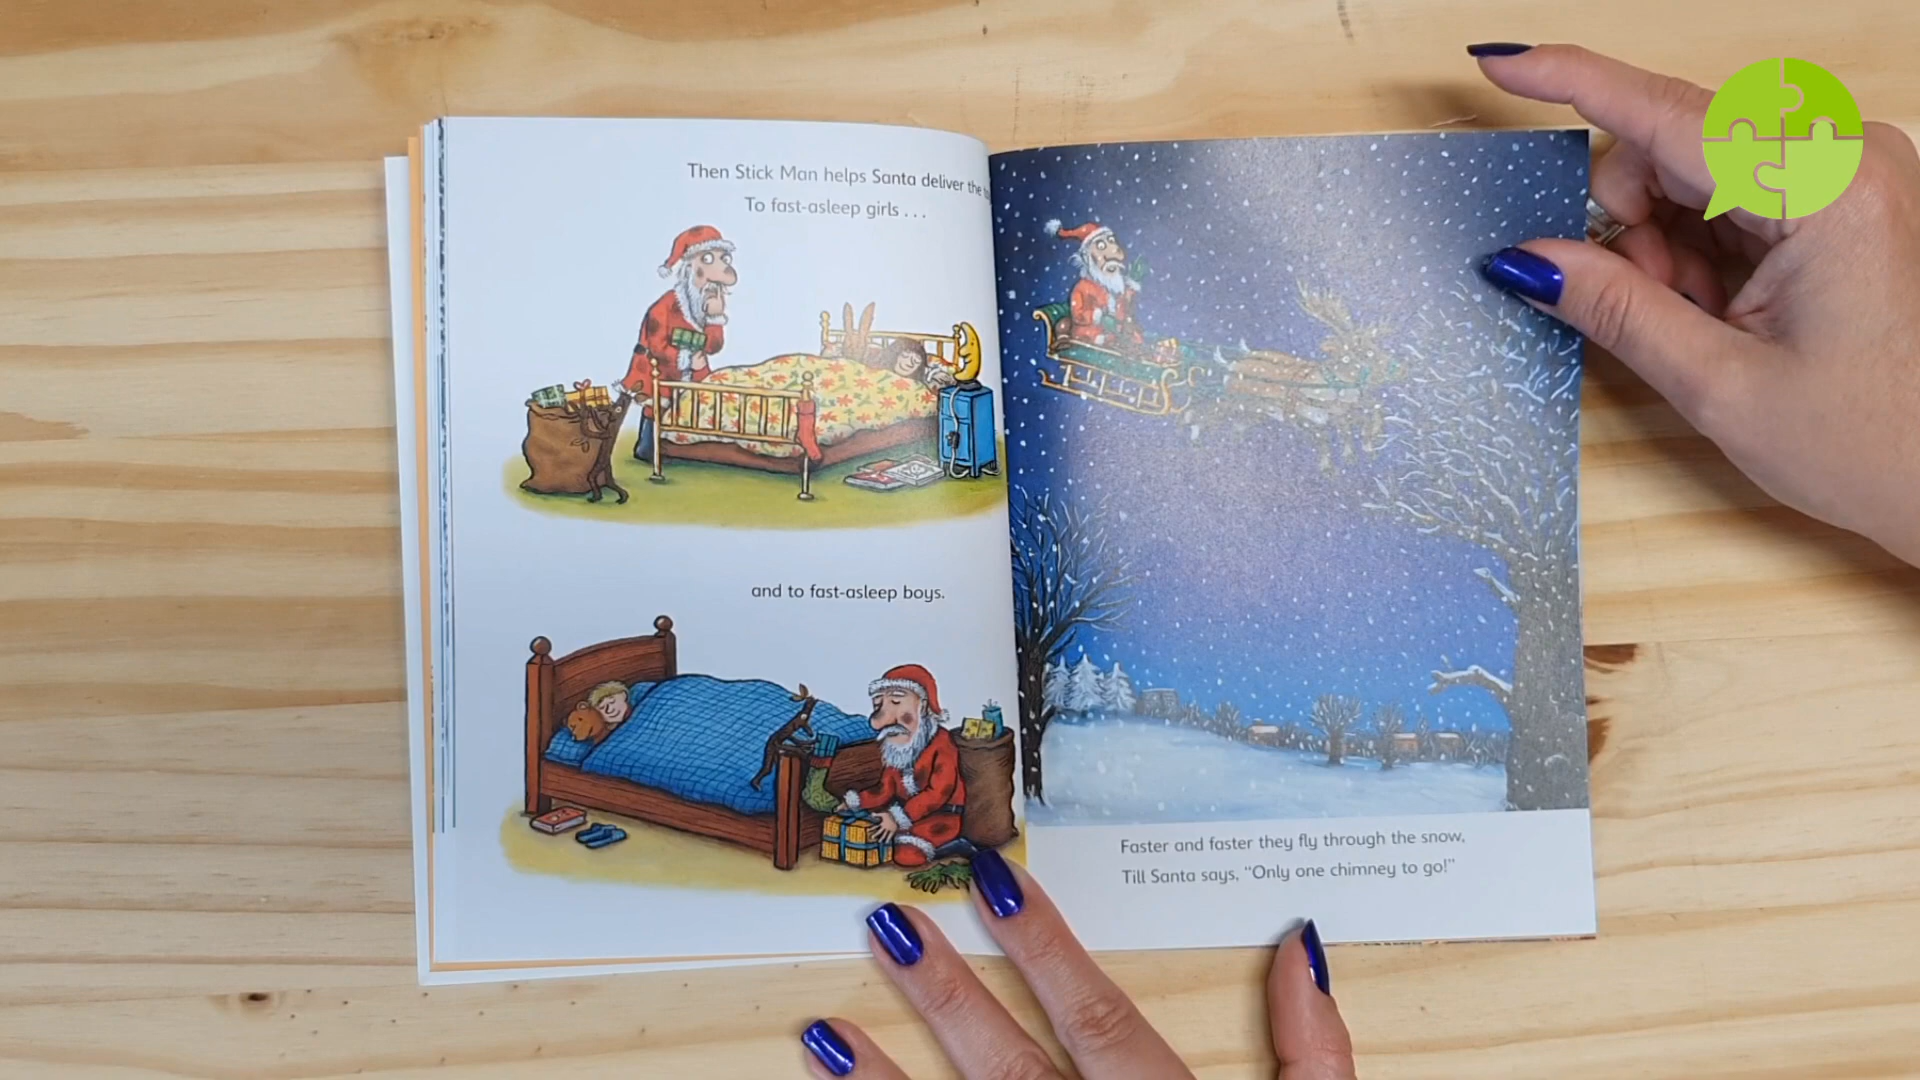 Then Stick Man helps Santa deliver the
To fast-asleep girls . . .
and to fast-asleep boys.
Faster and faster they fly through the snow,
Till Santa says, “Only one chimney to go!”